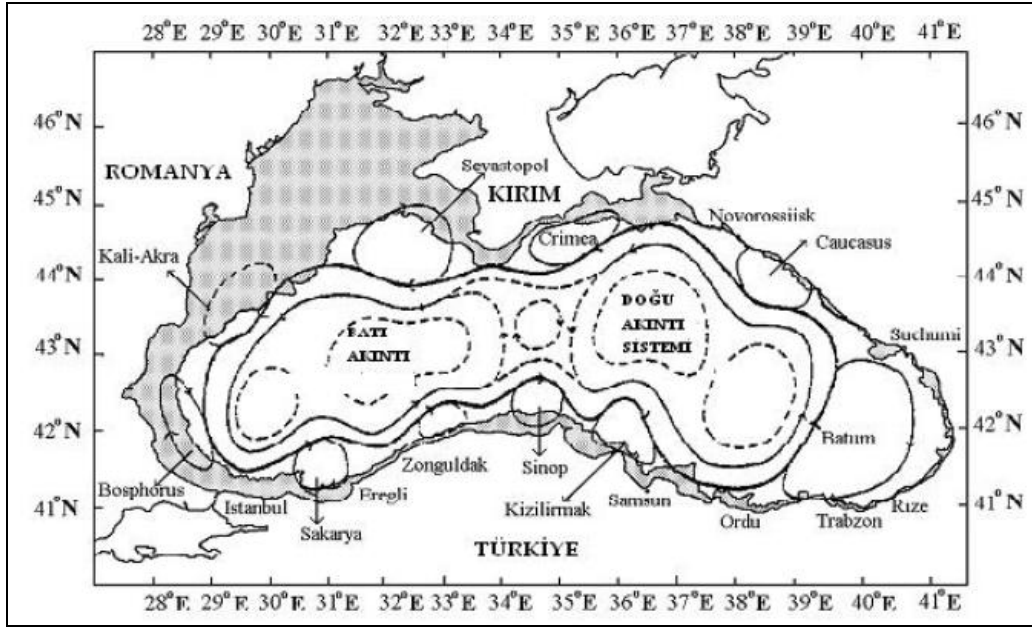 28°E 29°E 30°E 31°E 32°E 33°E 34°E 35°E 36°E 37°E 38°E 39°E 40°E 41°E
46°N 46°N
ROMANYA
Sevastopol
KIRIM
45°N 45°N
Novorossiisk
Kali-Akra
Crimea
Caucasus
44°N 44°N
BATI
AKINTI
DOĞU
AKINTI
SİSTEMİ
Suchumi
43°N 43°N
42°N 42°N
Batum
Bosphorus
Zonguldak
Sinop
Istanbul
Eregli
Kizilirmak
Samsun
Rize
41°N 41°N
Sakarya
Ordu
Trabzon
TÜRKİYE
28°E 29°E 30°E 31°E 32°E 33°E 34°E 35°E 36°E 37°E 38°E 39°E 40°E 41°E